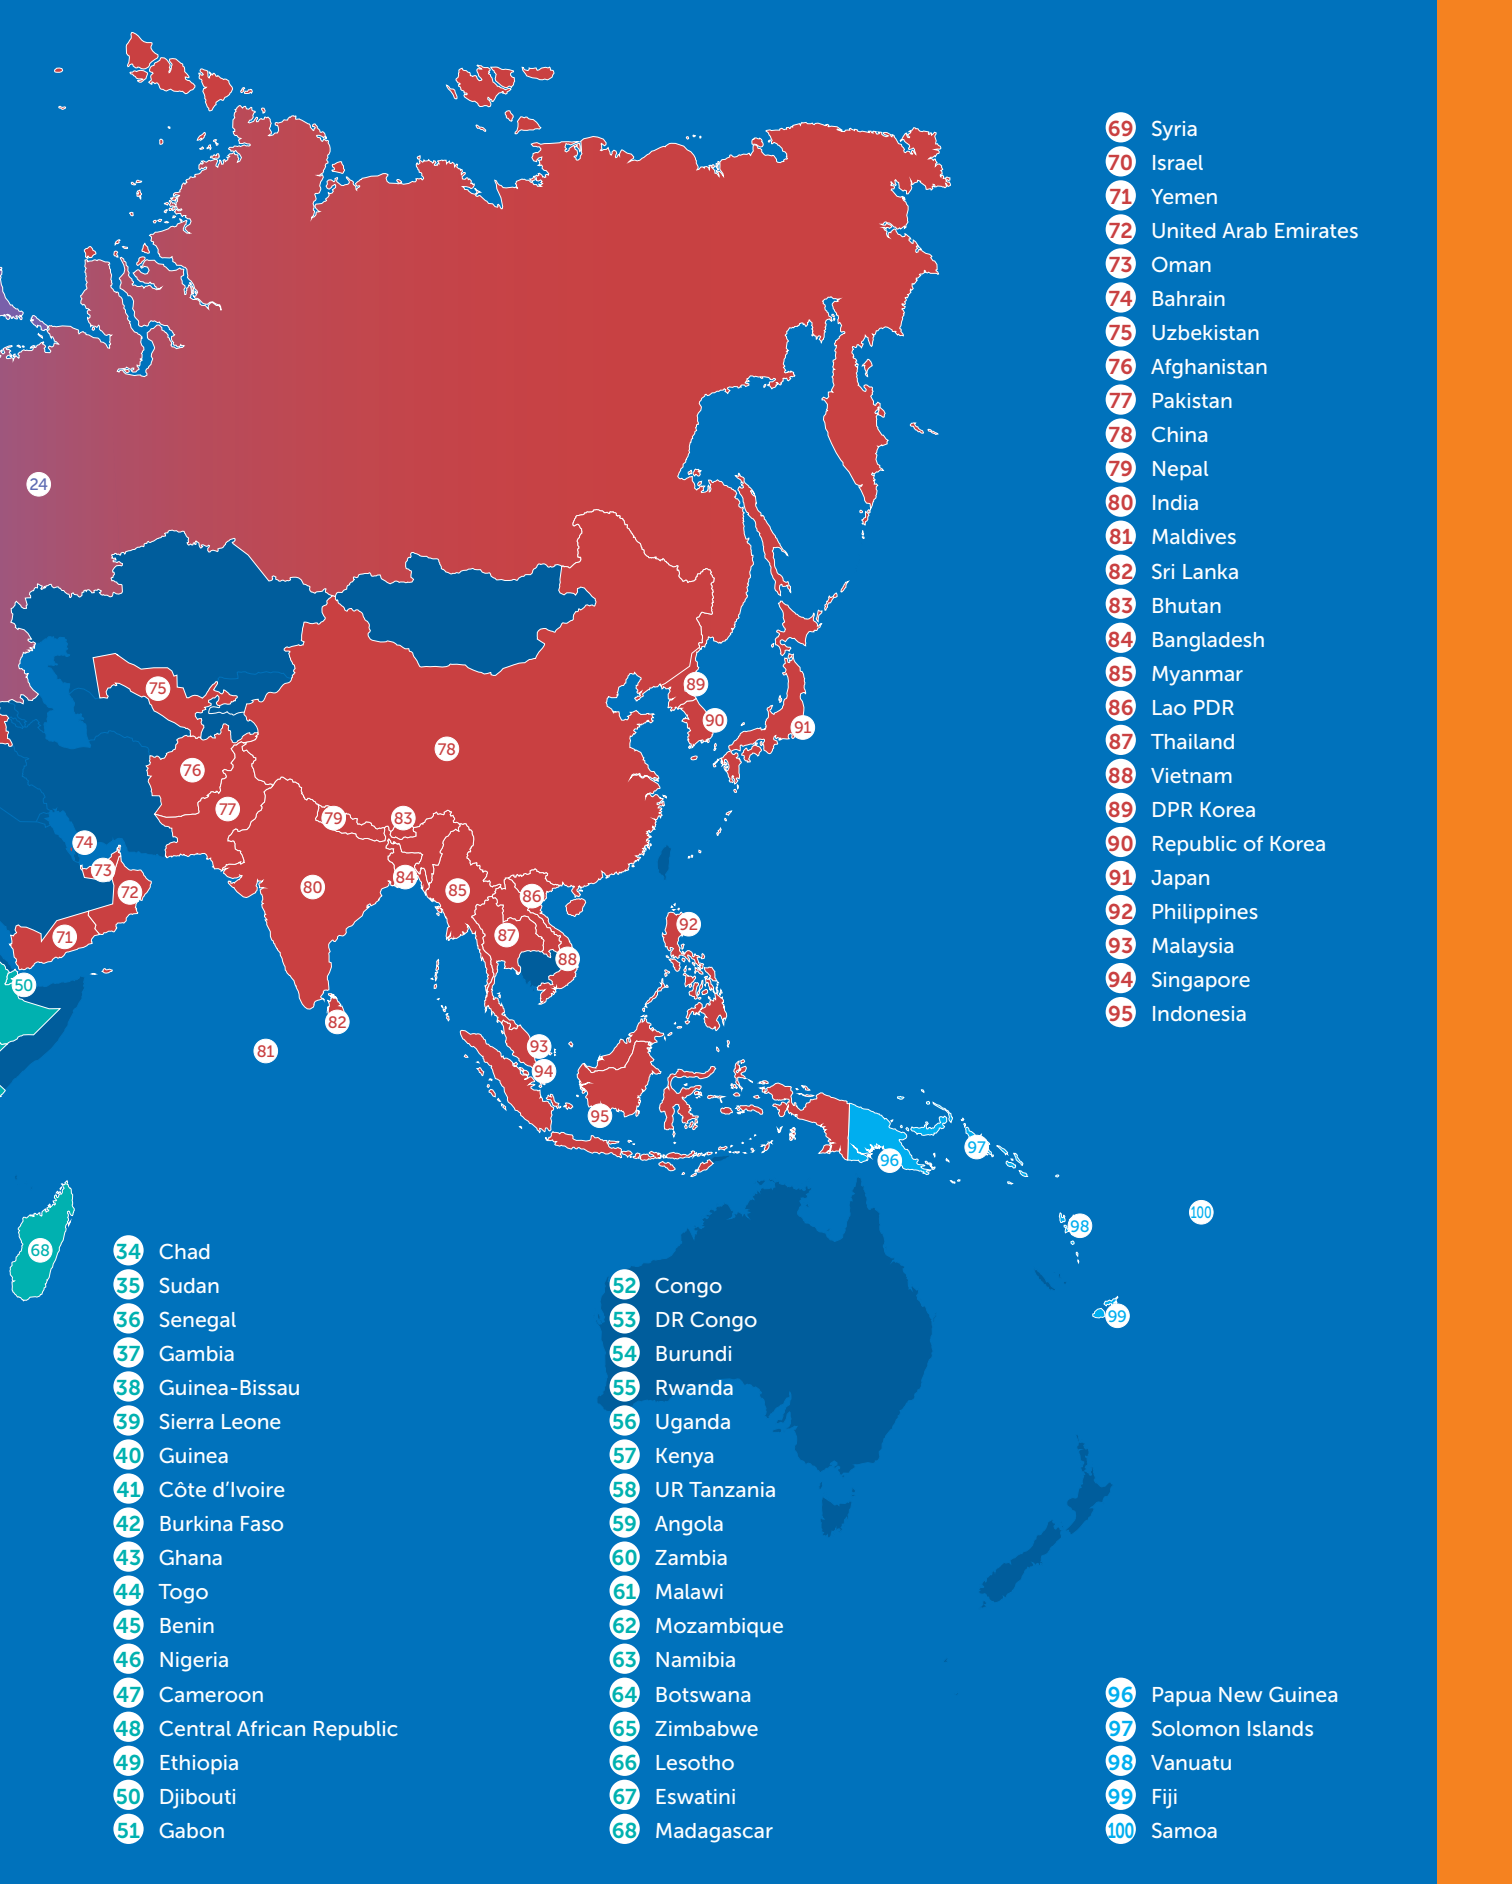 69 Syria
70 Israel
71 Yemen
72 United Arab Emirates
73 Oman
74 Bahrain
75 Uzbekistan
76 Afghanistan
77 Pakistan
78 China
79 Nepal
80 India
81 Maldives
82 Sri Lanka
83 Bhutan
84 Bangladesh
85 Myanmar
86 Lao PDR
87 Thailand
88 Vietnam
89 DPR Korea
90 Republic of Korea
91 Japan
92 Philippines
93 Malaysia
94 Singapore
95 Indonesia
24
75
89
90
91
78
76
77
79
83
74
73
72
84
80
85
86
87
92
71
88
50
82
81
93
94
95
96
97
98
100
99
68
34 Chad
35 Sudan
36 Senegal
37 Gambia
38 Guinea-Bissau
39 Sierra Leone
40 Guinea
41 Côte d’Ivoire
42 Burkina Faso
43 Ghana
44 Togo
45 Benin
46 Nigeria
47 Cameroon
48 Central African Republic
49 Ethiopia
50 Djibouti
51 Gabon
52 Congo
53 DR Congo
54 Burundi
55 Rwanda
56 Uganda
57 Kenya
58 UR Tanzania
59 Angola
60 Zambia
61 Malawi
62 Mozambique
63 Namibia
64 Botswana
65 Zimbabwe
66 Lesotho
67 Eswatini
68 Madagascar
96 Papua New Guinea
97 Solomon Islands
98 Vanuatu
99 Fiji
100 Samoa